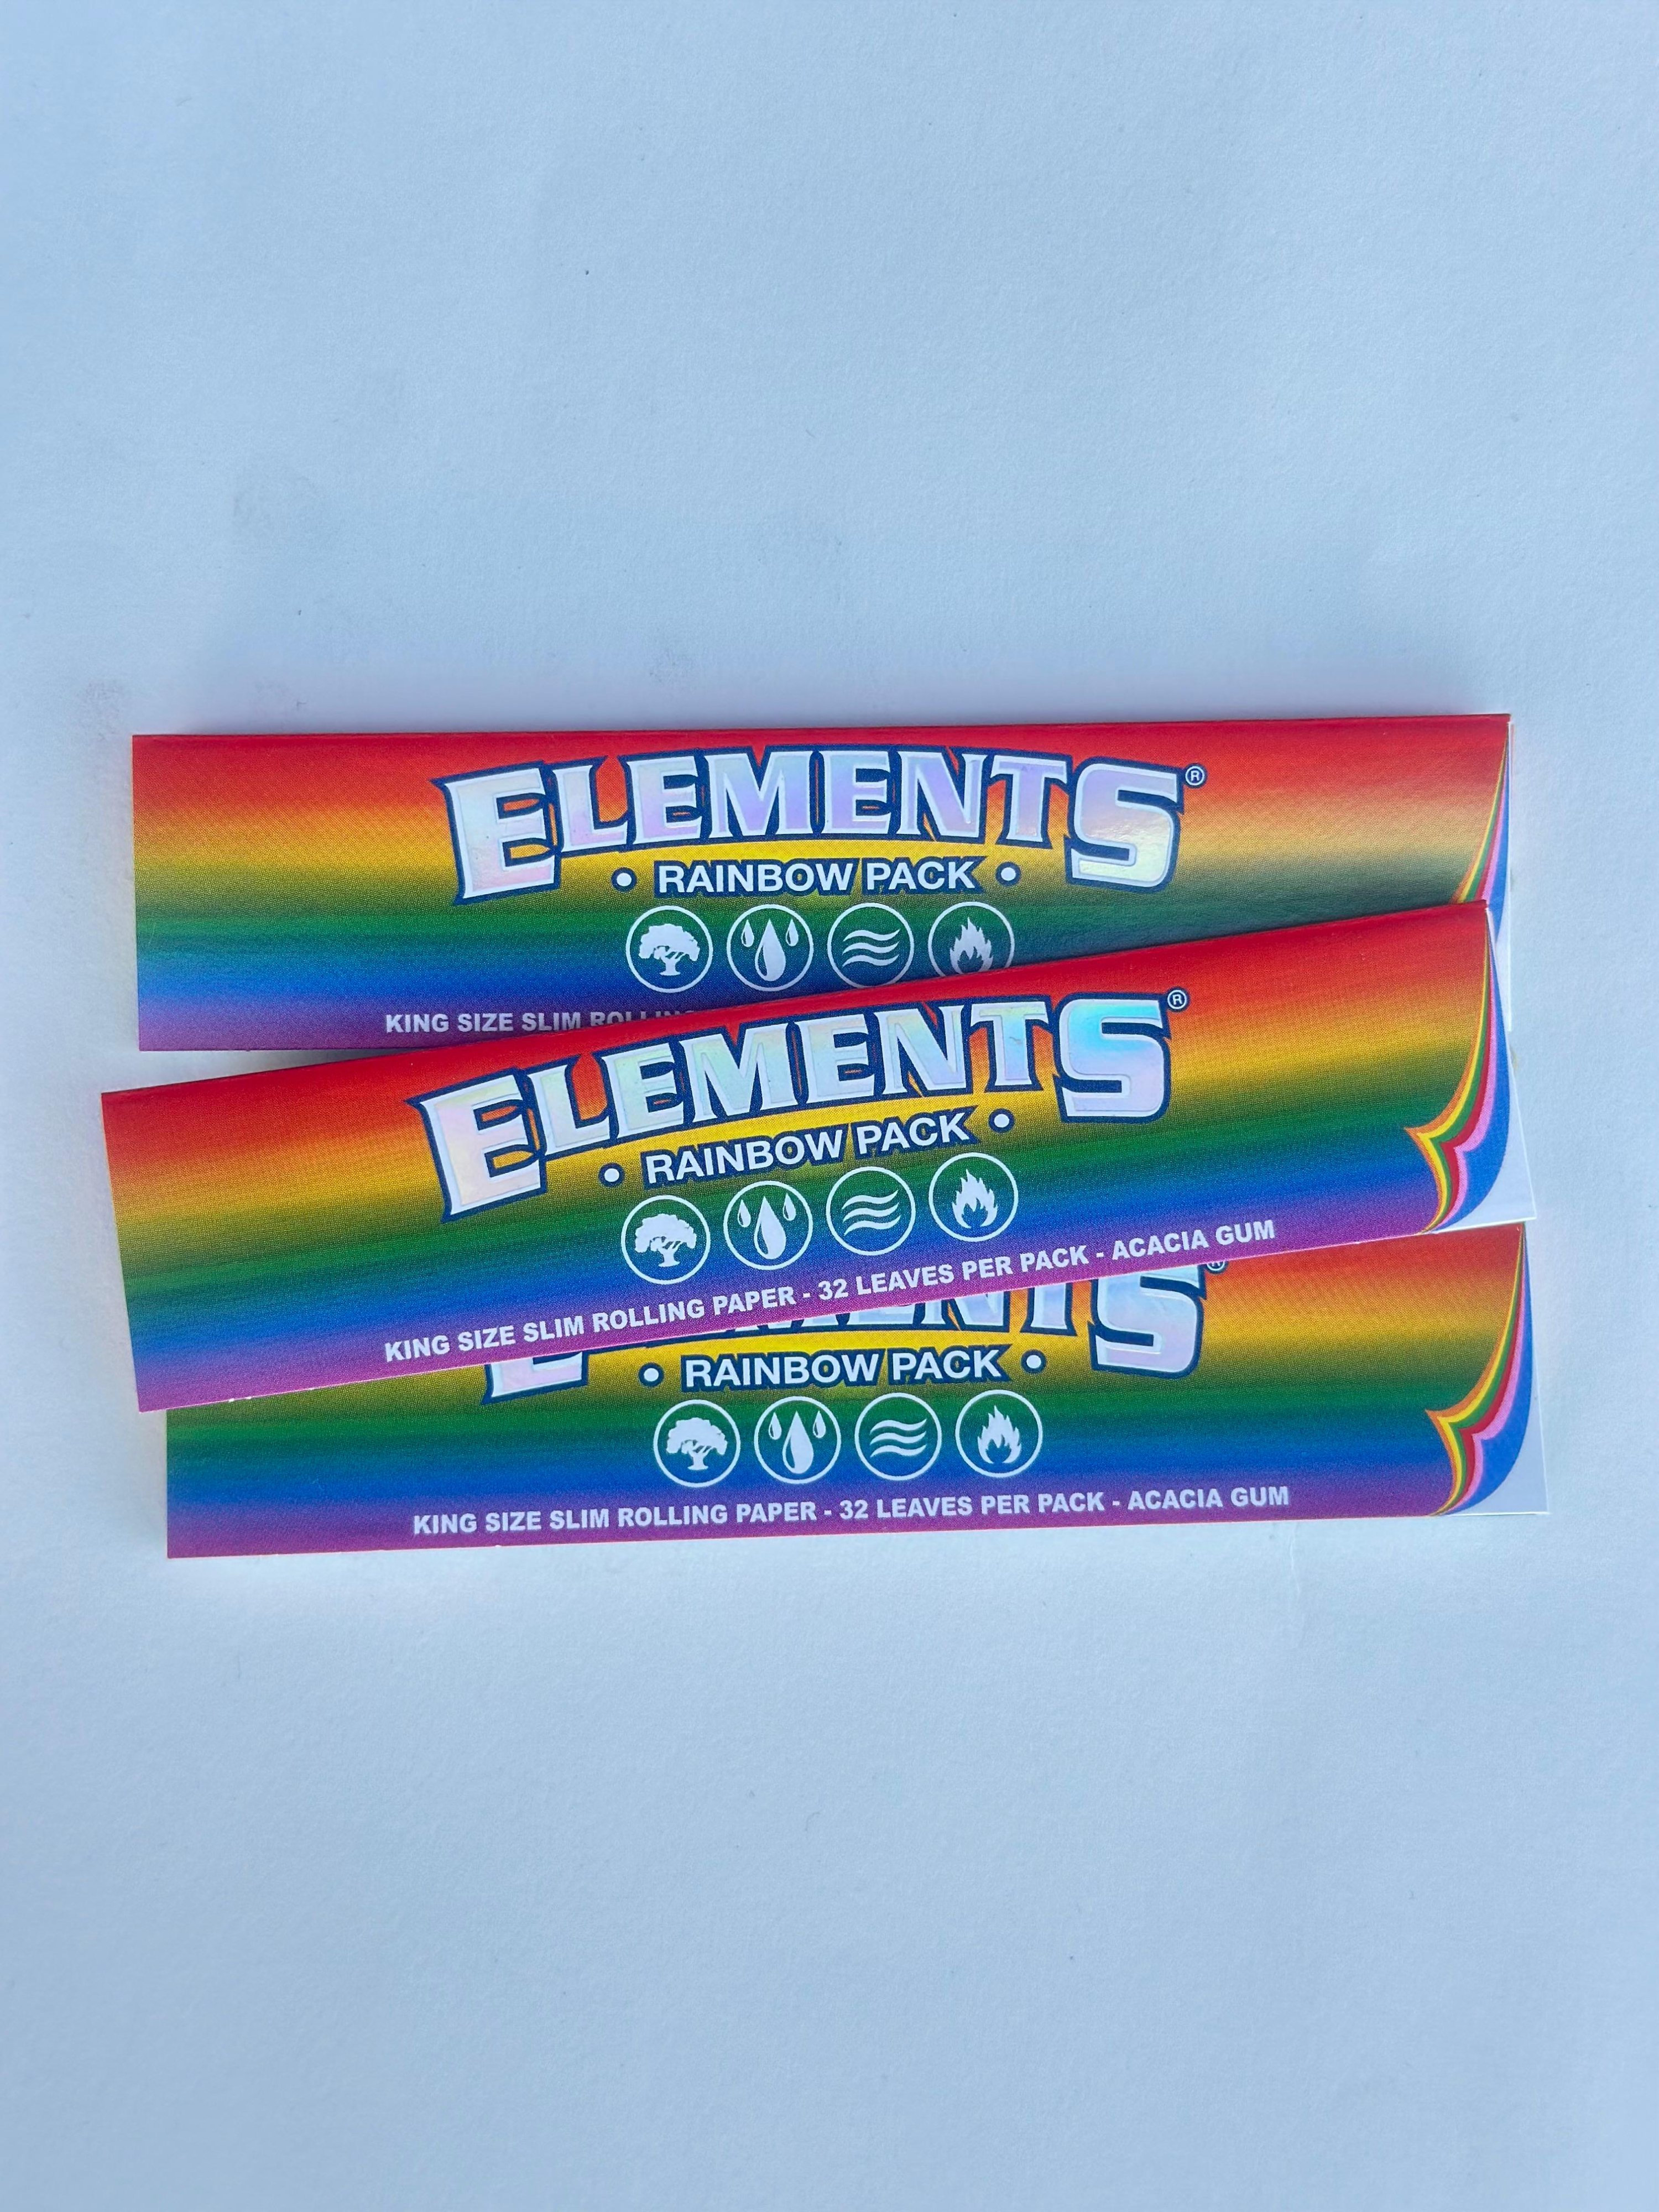 ELEMENTS®
• RAINBOW PACK •
KING SIZE SLIM ROLLING
ELEMENTS®
• RAINBOW PACK •
KING SIZE SLIM ROLLING PAPER - 32 LEAVES PER PACK - ACACIA GUM
ELEMENTS®
• RAINBOW PACK •
KING SIZE SLIM ROLLING PAPER - 32 LEAVES PER PACK - ACACIA GUM